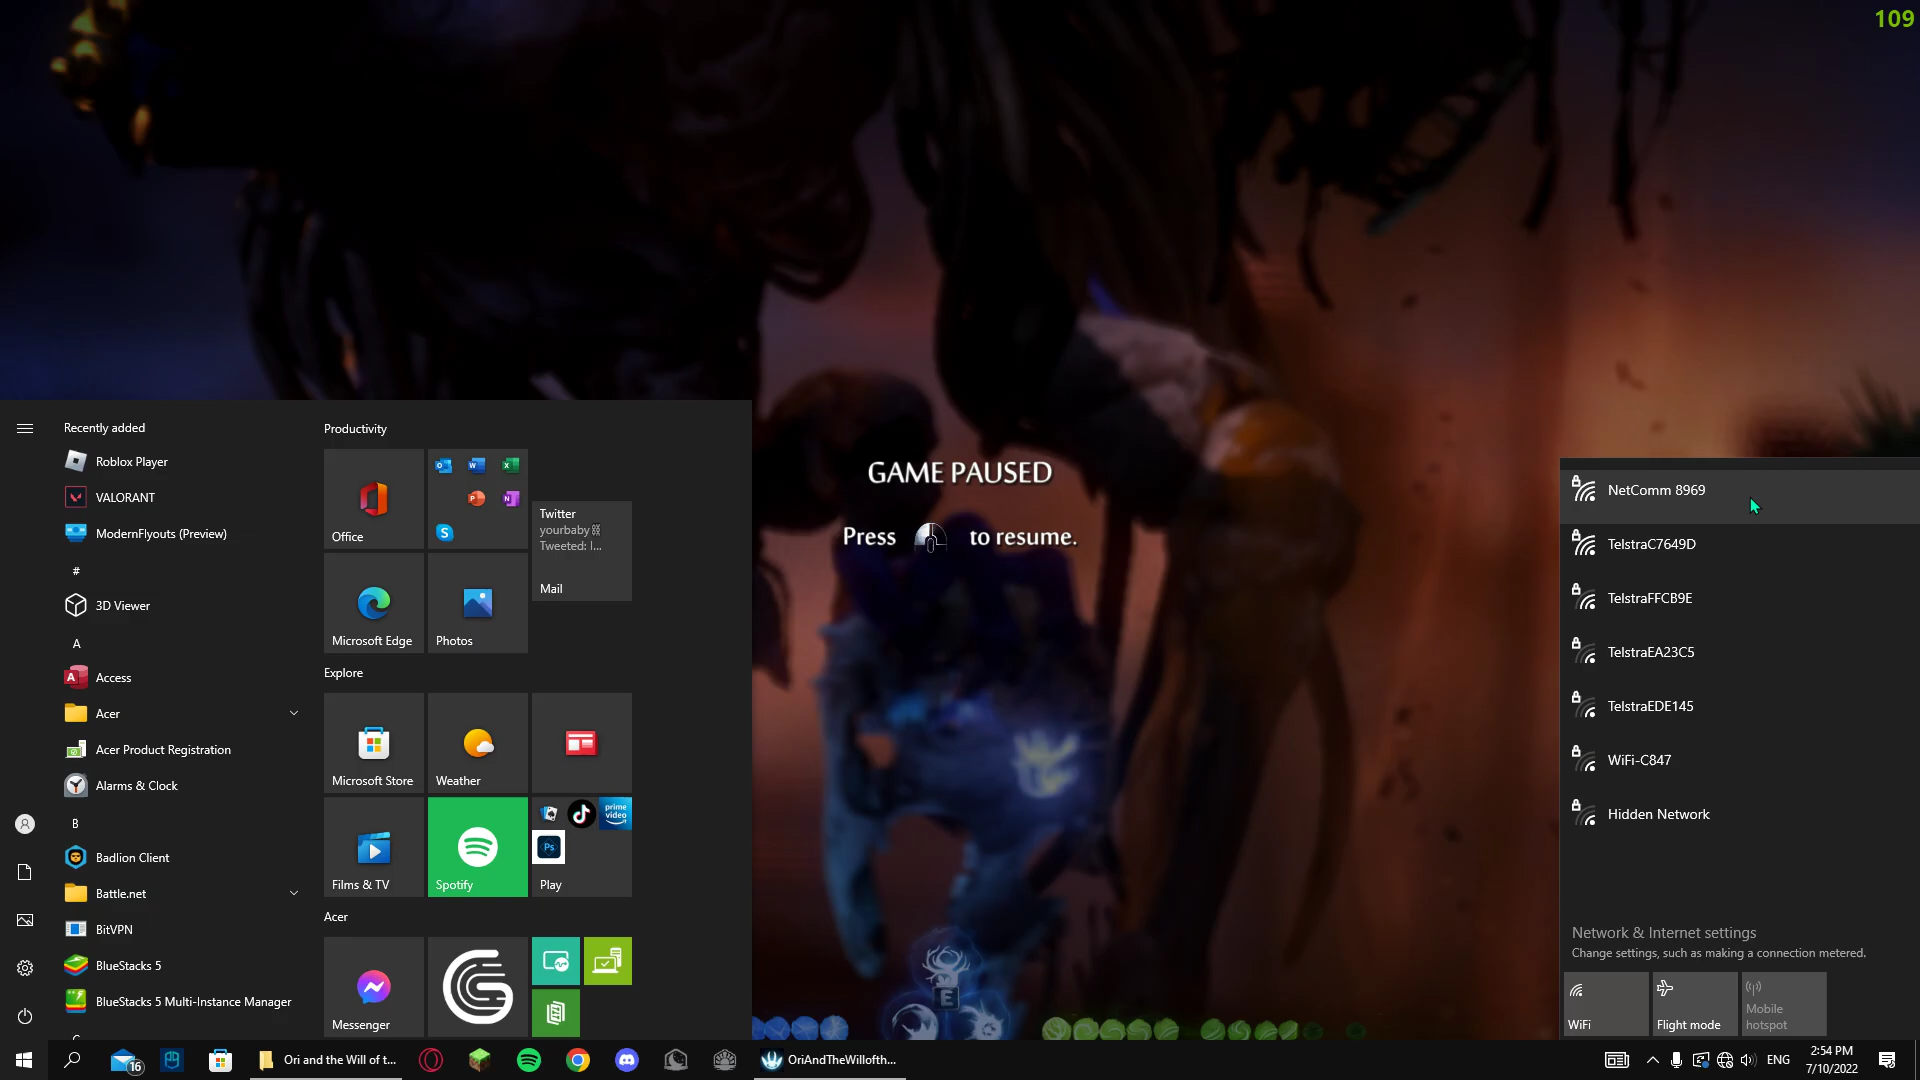 109
Recently added
Roblox Player
VALORANT
ModernFlyouts (Preview)
#
3D Viewer
A
Access
Acer
Acer Product Registration
Alarms & Clock
B
Badlion Client
Battle.net
BitVPN
BlueStacks 5
BlueStacks 5 Multi-Instance Manager
Productivity
Office
Twitter
yourbaby
Tweeted: I...
Mail
Microsoft Edge
Photos
Explore
Microsoft Store
Weather
Films & TV
Spotify
prime video
Ps
Play
Acer
Messenger
GAME PAUSED
Press to resume.
E
NetComm 8969
TelstraC7649D
TelstraFFCB9E
TelstraEA23C5
TelstraEDE145
WiFi-C847
Hidden Network
Network & Internet settings
Change settings, such as making a connection metered.
WiFi
Flight mode
Mobile hotspot
16
Ori and the Will of t...
OriAndTheWillofth...
ENG
2:54 PM
7/10/2022